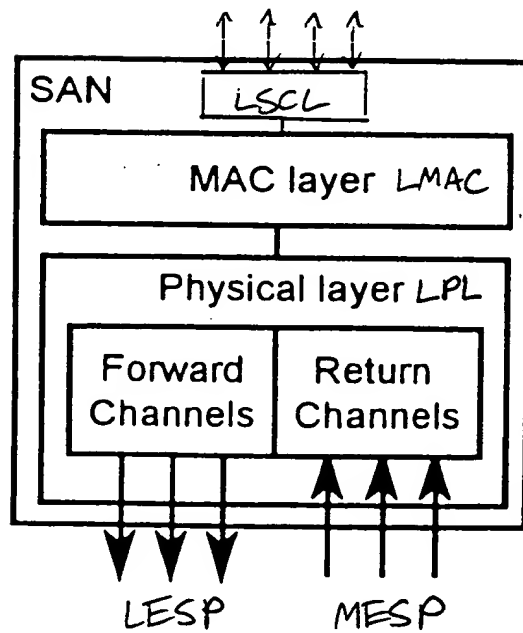 SAN
LSCL
MAC layer LMAC
Physical layer LPL
Forward Channels
Return Channels
LESP
MESP